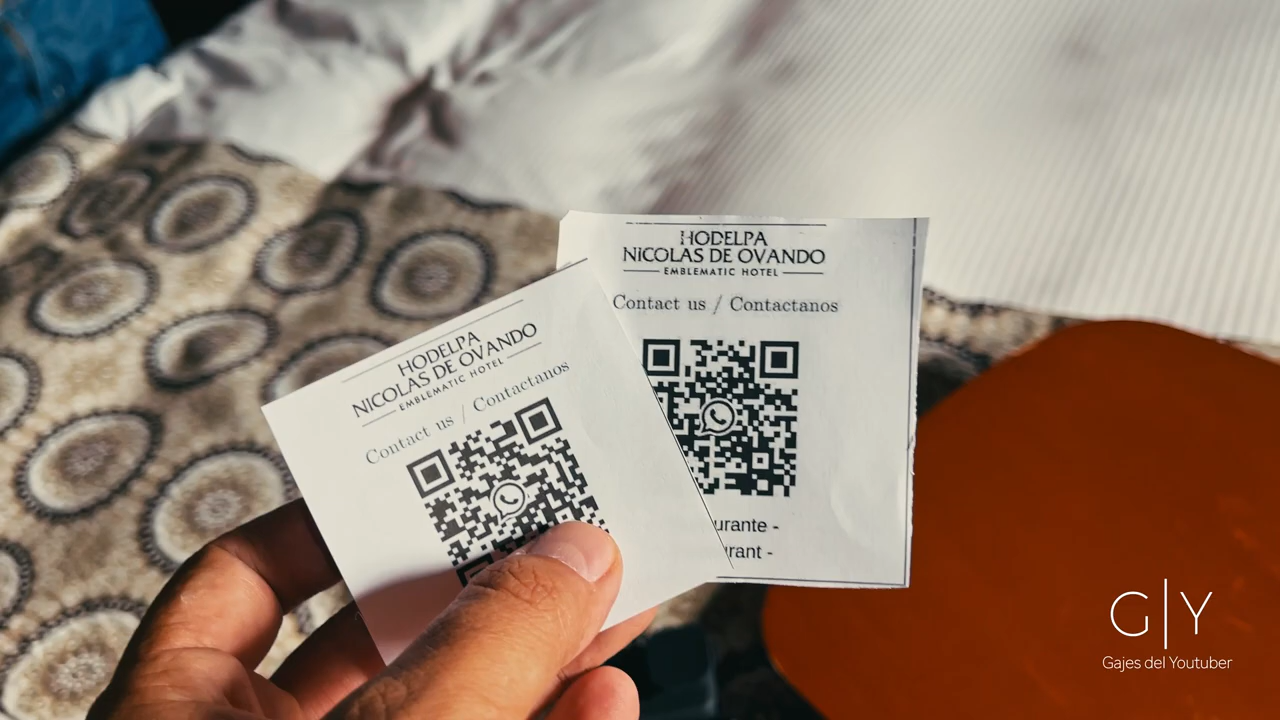 HODELPA
NICOLAS DE OVANDO
EMBLEMATIC HOTEL
Contact us / Contactanos
HODELPA
NICOLAS DE OVANDO
EMBLEMATIC HOTEL
Contact us / Contactanos
urante -
urant -
G|Y
Gajes del Youtuber